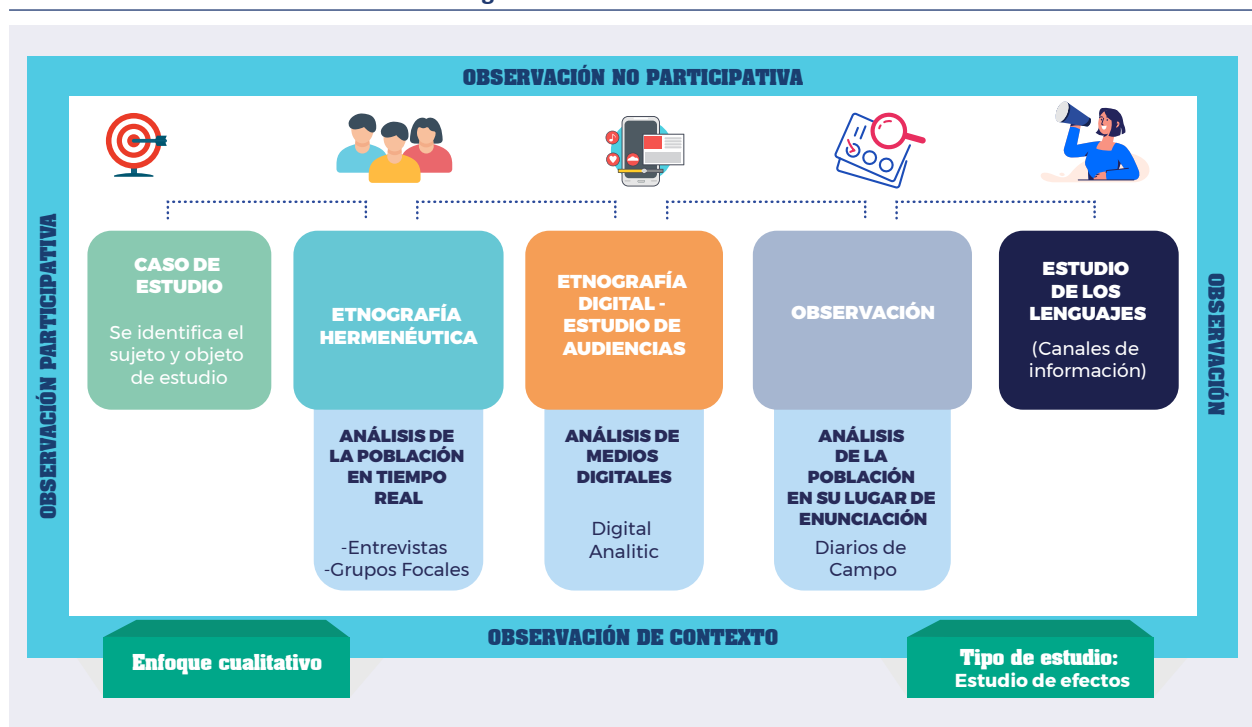 OBSERVACIÓN NO PARTICIPATIVA
OBSERVACIÓN PARTICIPATIVA
CASO DE
ESTUDIO
Se identifica el
sujeto y objeto
de estudio
ETNOGRAFÍA
HERMENÉUTICA
ANÁLISIS DE
LA POBLACIÓN
EN TIEMPO
REAL
-Entrevistas
-Grupos Focales
ETNOGRAFÍA
DIGITAL -
ESTUDIO DE
AUDIENCIAS
ANÁLISIS DE
MEDIOS
DIGITALES
Digital
Analitic
OBSERVACIÓN
ANÁLISIS
DE LA
POBLACIÓN
EN SU LUGAR DE
ENUNCIACIÓN
Diarios de
Campo
ESTUDIO
DE LOS
LENGUAJES
(Canales de
información)
OBSERVACIÓN
OBSERVACIÓN DE CONTEXTO
Enfoque cualitativo
Tipo de estudio:
Estudio de efectos